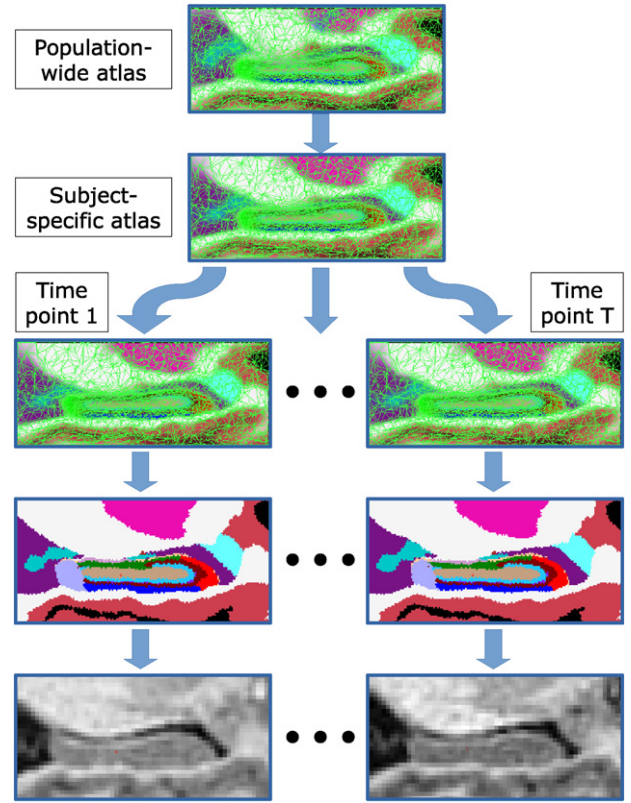 Population-
wide atlas
Subject-
specific atlas
Time
point 1
Time
point T